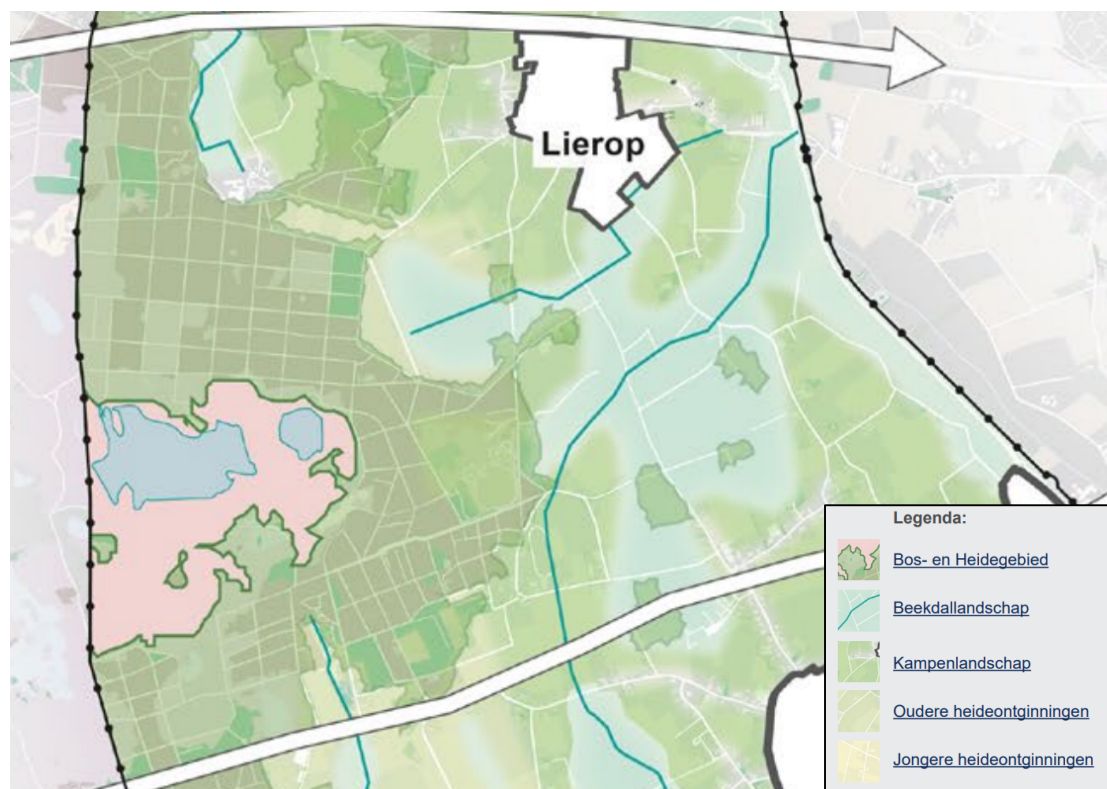 Lierop
Legenda:
Bos- en Heidegebied
Beekdallandschap
Kampenlandschap
Oudere heideontginningen
Jongere heideontginningen